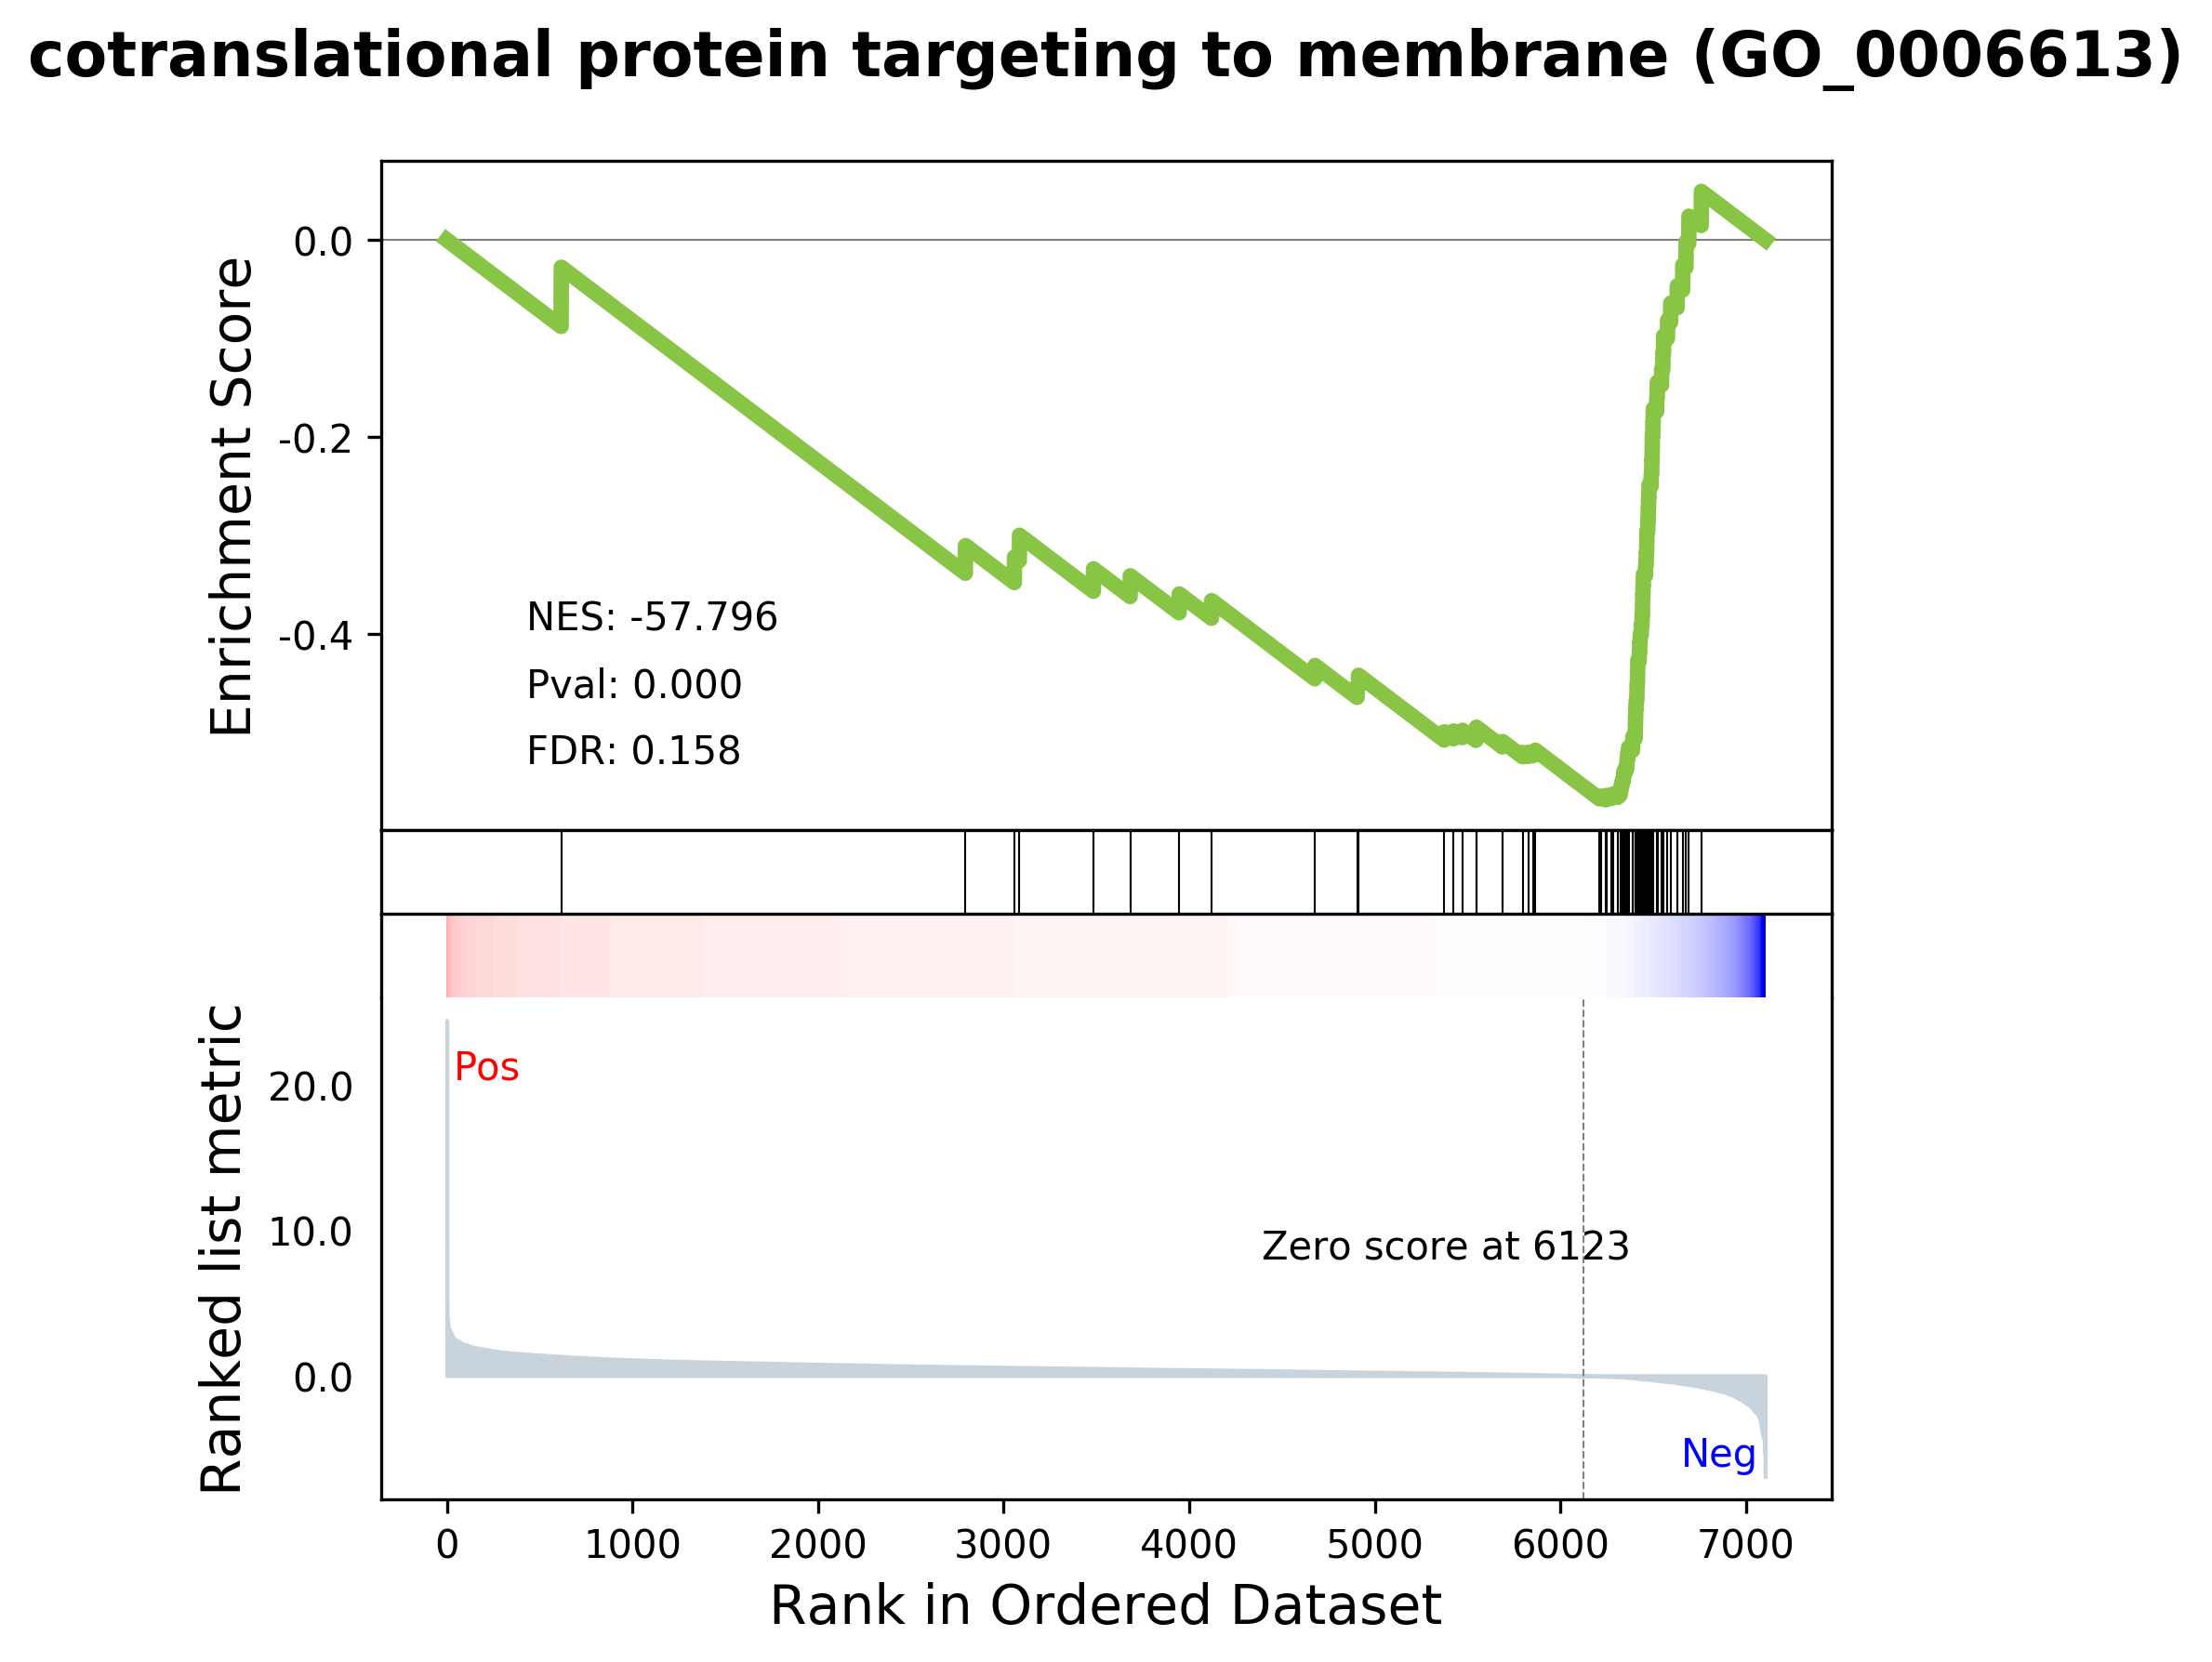 cotranslational protein targeting to membrane (GO_0006613)
Enrichment Score
0.0
-0.2
-0.4
NES: -57.796
Pval: 0.000
FDR: 0.158
Ranked list metric
20.0
10.0
0.0
Pos
Zero score at 6123
Neg
0 1000 2000 3000 4000 5000 6000 7000
Rank in Ordered Dataset